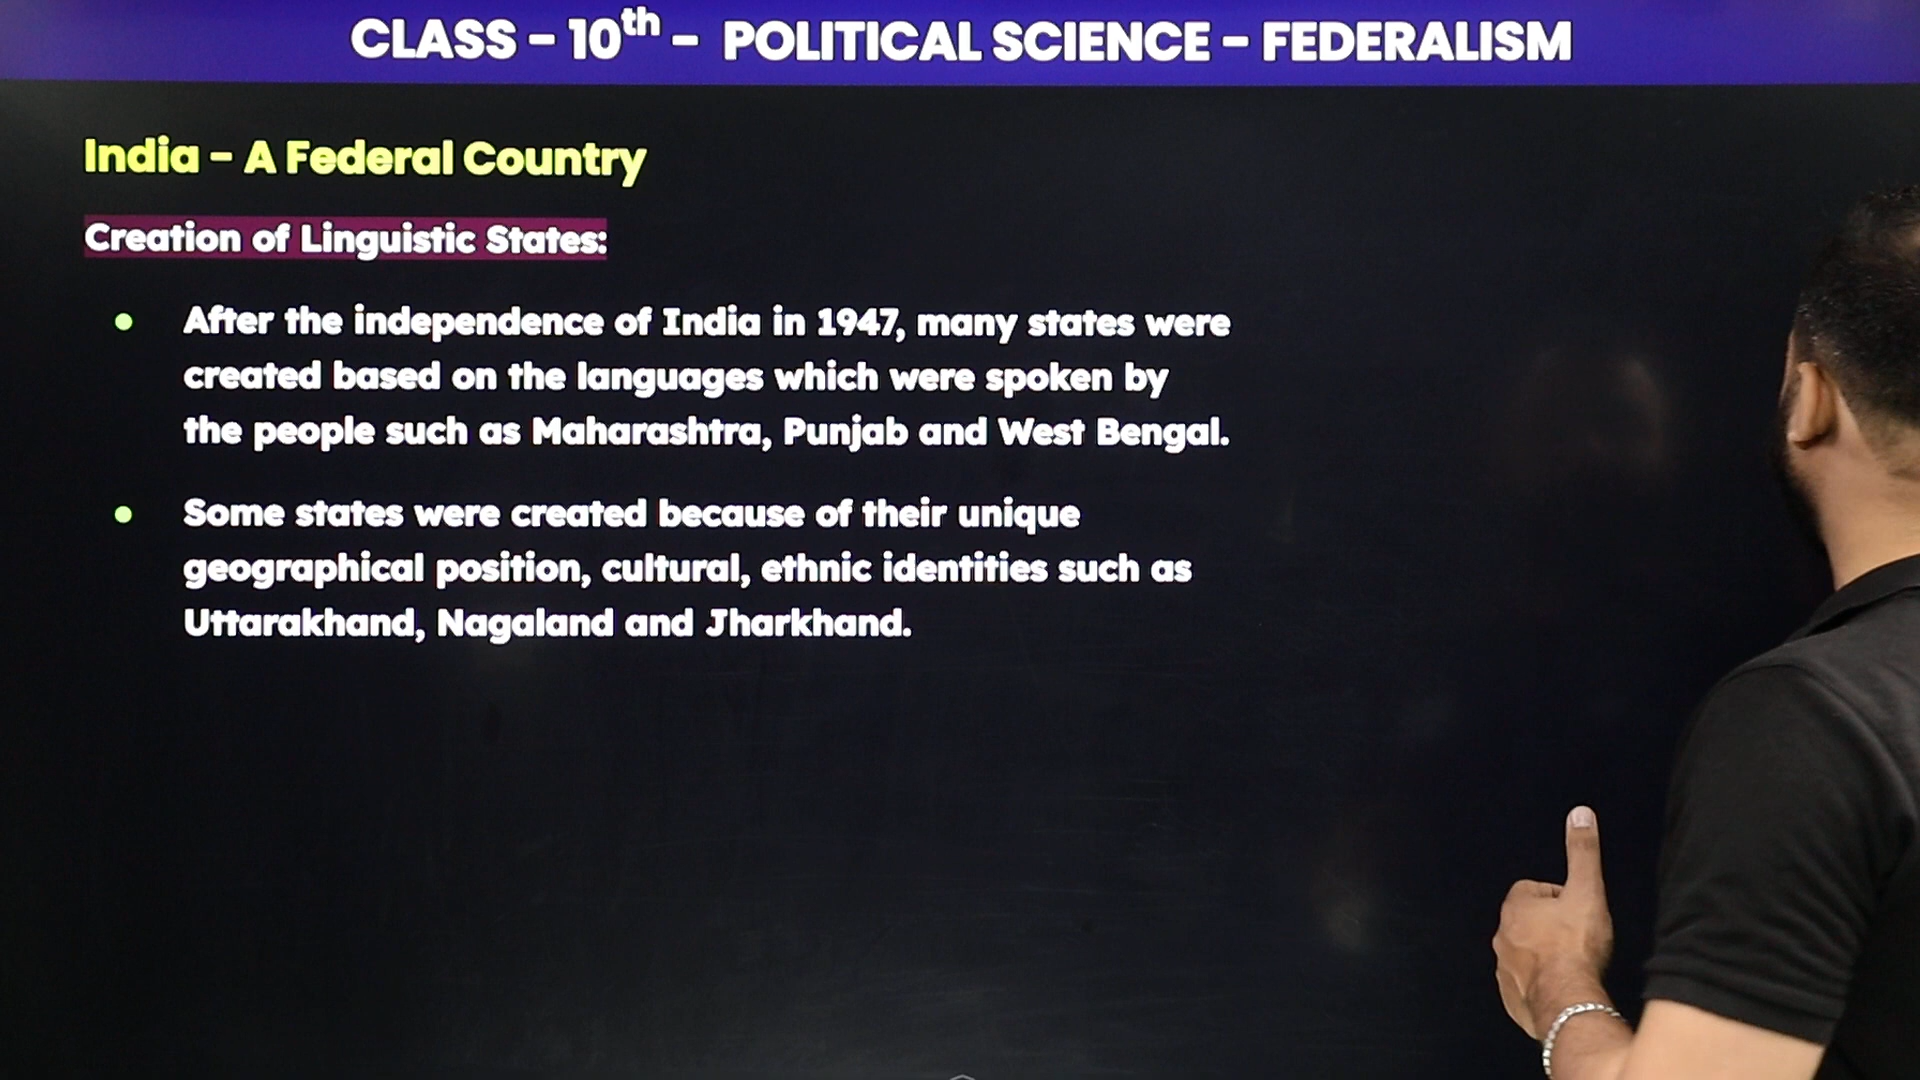 CLASS - 10th - POLITICAL SCIENCE - FEDERALISM
India - A Federal Country
Creation of Linguistic States:
• After the independence of India in 1947, many states were
created based on the languages which were spoken by
the people such as Maharashtra, Punjab and West Bengal.
• Some states were created because of their unique
geographical position, cultural, ethnic identities such as
Uttarakhand, Nagaland and Jharkhand.